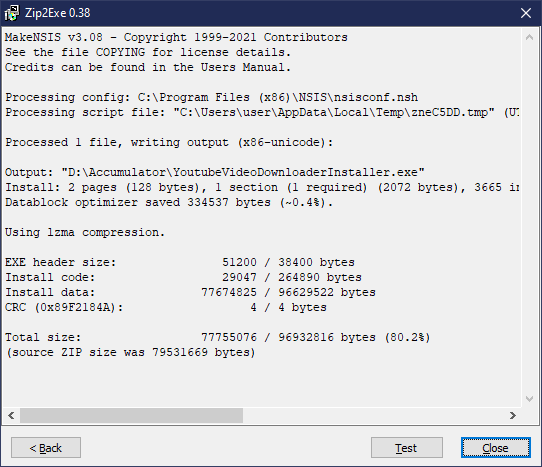 Zip2Exe 0.38
MakeNSIS v3.08 - Copyright 1999-2021 Contributors
See the file COPYING for license details.
Credits can be found in the Users Manual.
Processing config: C:\Program Files (x86)\NSIS\nsisconf.nsh
Processing script file: "C:\Users\user\AppData\Local\Temp\zneC5DD.tmp" (UT
Processed 1 file, writing output (x86-unicode):
Output: "D:\Accumulator\YoutubeVideoDownloaderInstaller.exe"
Install: 2 pages (128 bytes), 1 section (1 required) (2072 bytes), 3665 in
Datablock optimizer saved 334537 bytes (~0.4%).
Using lzma compression.
EXE header size: 51200 / 38400 bytes
Install code: 29047 / 264890 bytes
Install data: 77674825 / 96629522 bytes
CRC (0x89F2184A): 4 / 4 bytes
Total size: 77755076 / 96932816 bytes (80.2%)
(source ZIP size was 79531669 bytes)
< Back Test Close